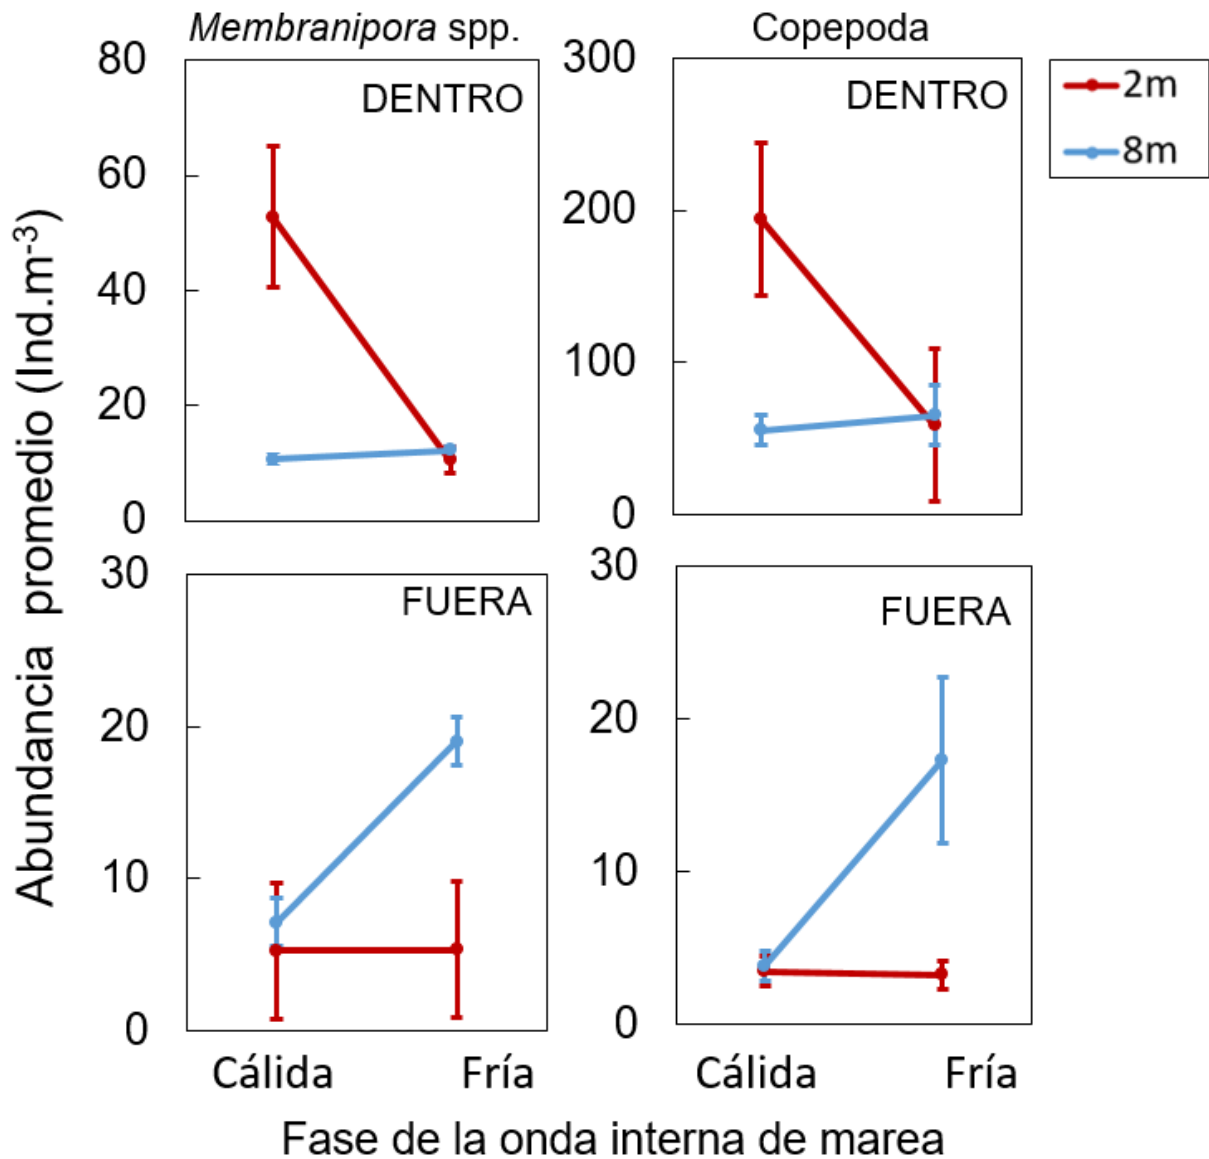 Membranipora spp.
Copepoda
Abundancia promedio (Ind.m-3)
80
60
40
20
0
DENTRO
300
200
100
0
DENTRO
2m
8m
30
20
10
0
FUERA
30
20
10
0
FUERA
Cálida Fría
Cálida Fría
Fase de la onda interna de marea